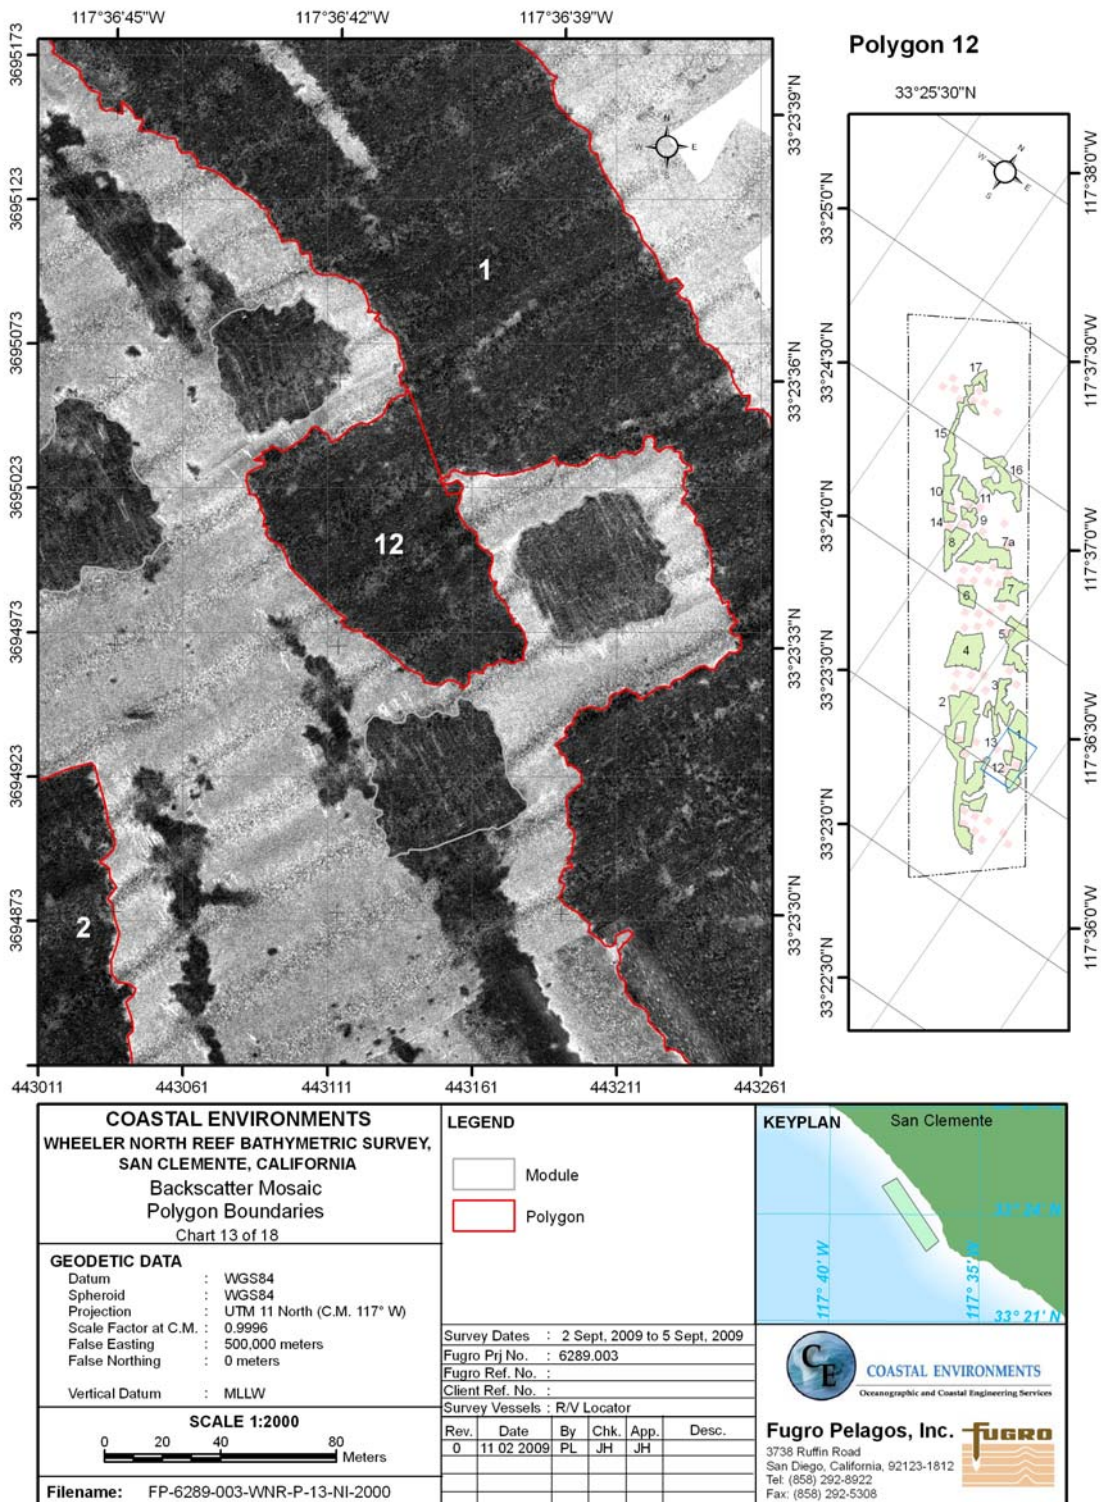 117°36'45"W
117°36'42"W
117°36'39"W
3695173
3695123
3695073
3695023
3694973
3694923
3694873
33°23'39"N
33°23'36"N
33°23'33"N
33°23'30"N
443011
443061
443111
443161
443211
443261
N
W
E
S
1
12
2
Polygon 12
33°25'30"N
33°25'0"N
33°24'30"N
33°24'0"N
33°23'30"N
33°23'0"N
33°22'30"N
117°38'0"W
117°37'30"W
117°37'0"W
117°36'30"W
117°36'0"W
N
W
E
S
17
15
16
10
11
14
9
8
7a
6
7
5
4
3
2
1
13
12
COASTAL ENVIRONMENTS
WHEELER NORTH REEF BATHYMETRIC SURVEY,
SAN CLEMENTE, CALIFORNIA
Backscatter Mosaic
Polygon Boundaries
Chart 13 of 18
GEODETIC DATA
Datum : WGS84
Spheroid : WGS84
Projection : UTM 11 North (C.M. 117° W)
Scale Factor at C.M. : 0.9996
False Easting : 500,000 meters
False Northing : 0 meters
Vertical Datum : MLLW
SCALE 1:2000
0 20 40 80
Meters
Filename: FP-6289-003-WNR-P-13-NI-2000
LEGEND
Module
Polygon
Survey Dates : 2 Sept, 2009 to 5 Sept, 2009
Fugro Prj No. : 6289.003
Fugro Ref. No. :
Client Ref. No. :
Survey Vessels : R/V Locator
Rev. Date By Chk. App. Desc.
0 11 02 2009 PL JH JH
KEYPLAN
San Clemente
33° 24' N
117° 40' W
117° 35' W
33° 21' N
CE
COASTAL ENVIRONMENTS
Oceanographic and Coastal Engineering Services
Fugro Pelagos, Inc.
3738 Ruffin Road
San Diego, California, 92123-1812
Tel: (858) 292-8922
Fax: (858) 292-5308
FUGRO